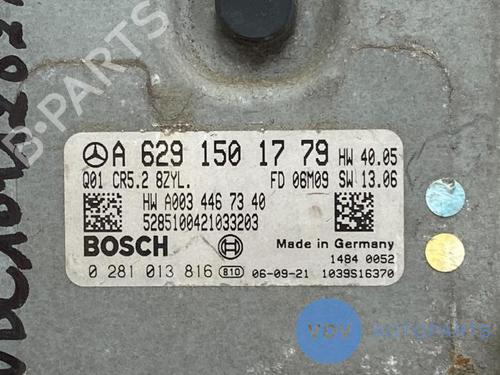 A 629 150 17 79 HW 40.05
Q01 CR5.2 8ZYL. FD 06M09 SW 13.06
HW A003 446 73 40
5285100421033203
BOSCH
Made in Germany
1484 0052
0 281 013 816 810 06-09-21 1039S16370
B-PARTS
VOV AUTOPARTS